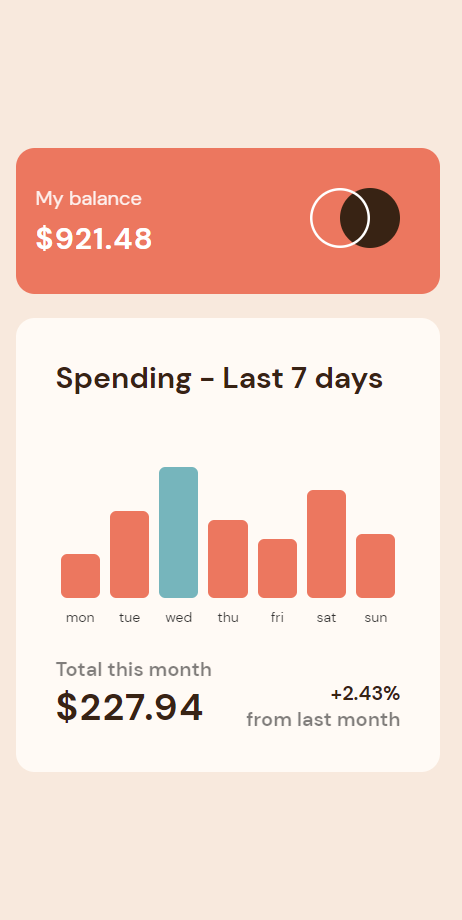 My balance
$921.48
Spending - Last 7 days
mon tue wed thu fri sat sun
Total this month
$227.94
+2.43%
from last month